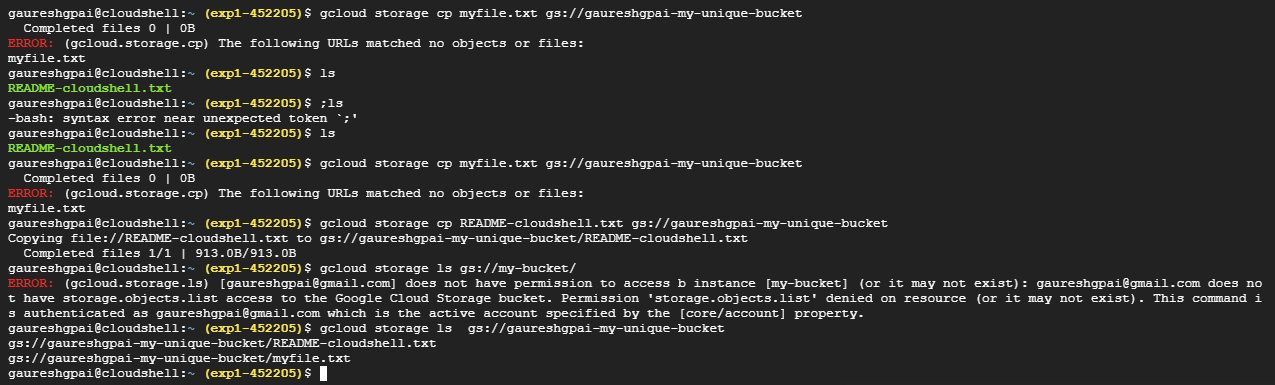 gaureshgpai@cloudshell:~ (exp1-452205)$ gcloud storage cp myfile.txt gs://gaureshgpai-my-unique-bucket
  Completed files 0 | 0B
ERROR: (gcloud.storage.cp) The following URLs matched no objects or files:
myfile.txt
gaureshgpai@cloudshell:~ (exp1-452205)$ ls
README-cloudshell.txt
gaureshgpai@cloudshell:~ (exp1-452205)$ ;ls
-bash: syntax error near unexpected token `;'
gaureshgpai@cloudshell:~ (exp1-452205)$ ls
README-cloudshell.txt
gaureshgpai@cloudshell:~ (exp1-452205)$ gcloud storage cp myfile.txt gs://gaureshgpai-my-unique-bucket
  Completed files 0 | 0B
ERROR: (gcloud.storage.cp) The following URLs matched no objects or files:
myfile.txt
gaureshgpai@cloudshell:~ (exp1-452205)$ gcloud storage cp README-cloudshell.txt gs://gaureshgpai-my-unique-bucket
Copying file://README-cloudshell.txt to gs://gaureshgpai-my-unique-bucket/README-cloudshell.txt
  Completed files 1/1 | 913.0B/913.0B
gaureshgpai@cloudshell:~ (exp1-452205)$ gcloud storage ls gs://my-bucket/
ERROR: (gcloud.storage.ls) [gaureshgpai@gmail.com] does not have permission to access b instance [my-bucket] (or it may not exist): gaureshgpai@gmail.com does no
t have storage.objects.list access to the Google Cloud Storage bucket. Permission 'storage.objects.list' denied on resource (or it may not exist). This command i
s authenticated as gaureshgpai@gmail.com which is the active account specified by the [core/account] property.
gaureshgpai@cloudshell:~ (exp1-452205)$ gcloud storage ls  gs://gaureshgpai-my-unique-bucket
gs://gaureshgpai-my-unique-bucket/README-cloudshell.txt
gs://gaureshgpai-my-unique-bucket/myfile.txt
gaureshgpai@cloudshell:~ (exp1-452205)$